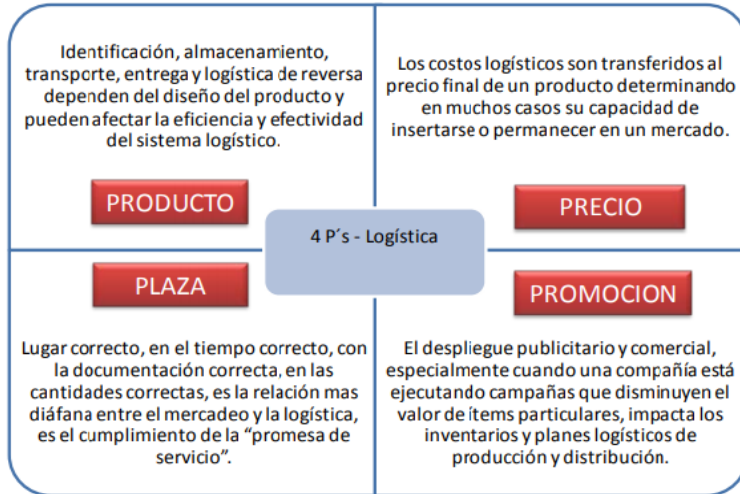 Identificación, almacenamiento,
transporte, entrega y logística de reversa
dependen del diseño del producto y
pueden afectar la eficiencia y efectividad
del sistema logístico.
PRODUCTO
Los costos logísticos son transferidos al
precio final de un producto determinando
en muchos casos su capacidad de
insertarse o permanecer en un mercado.
PRECIO
4 P´s - Logística
PLAZA
Lugar correcto, en el tiempo correcto, con
la documentación correcta, en las
cantidades correctas, es la relación mas
diáfana entre el mercadeo y la logística,
es el cumplimiento de la “promesa de
servicio”.
PROMOCION
El despliegue publicitario y comercial,
especialmente cuando una compañía está
ejecutando campañas que disminuyen el
valor de ítems particulares, impacta los
inventarios y planes logísticos de
producción y distribución.